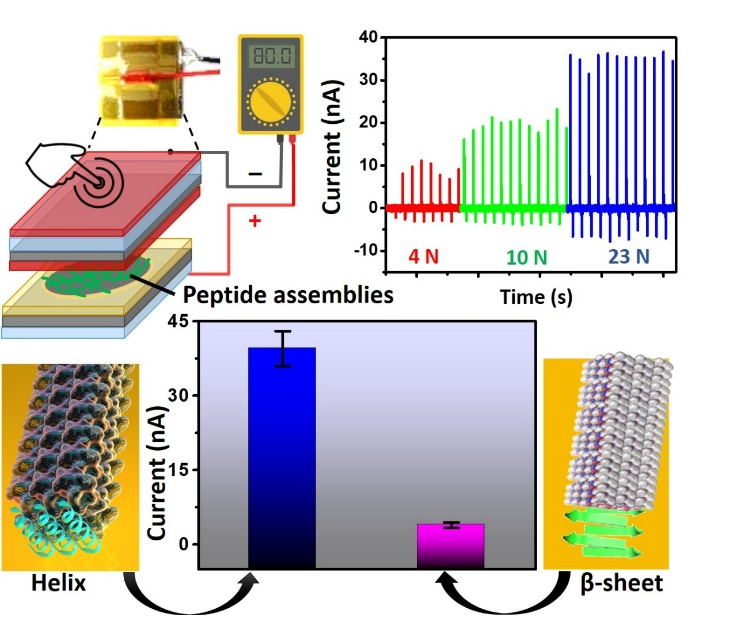 80.0
−
+
Peptide assemblies
Current (nA)
40
30
20
10
0
-10
4 N
10 N
23 N
Time (s)
Current (nA)
45
30
15
0
Helix
β-sheet